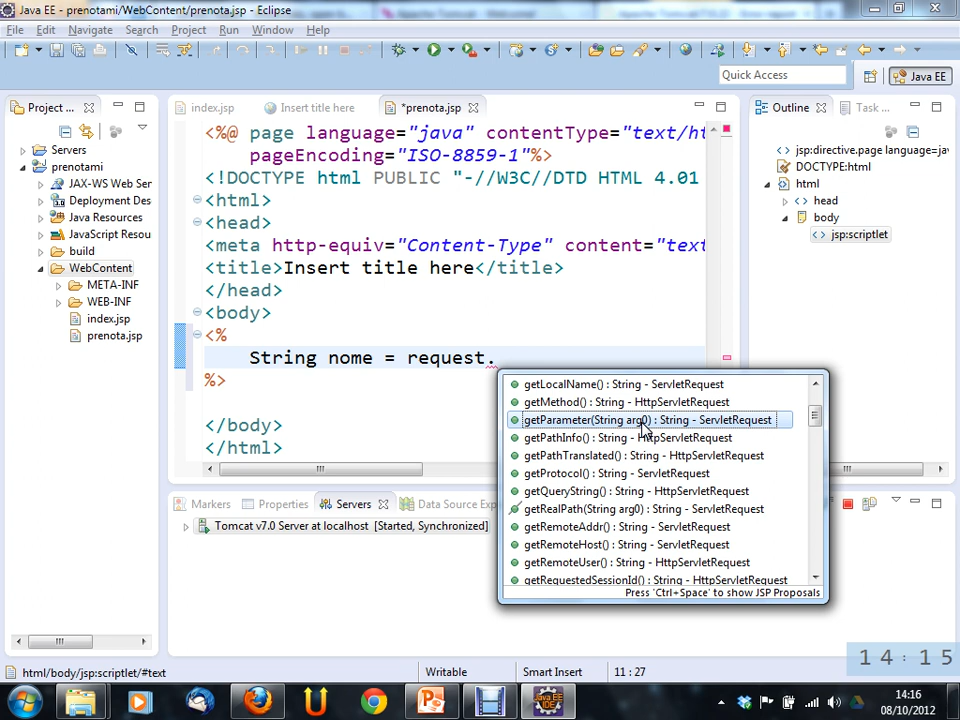 Java EE - prenotami/WebContent/prenota.jsp - Eclipse
File Edit Navigate Search Project Run Window Help
Quick Access
Java EE
Project ...
index.jsp
Insert title here
*prenota.jsp
Outline
Task ...
Servers
prenotami
JAX-WS Web Ser
Deployment Des
Java Resources
JavaScript Resou
build
WebContent
META-INF
WEB-INF
index.jsp
prenota.jsp
<%@ page language="java" contentType="text/ht
pageEncoding="ISO-8859-1"%>
<!DOCTYPE html PUBLIC "-//W3C//DTD HTML 4.01
<html>
<head>
<meta http-equiv="Content-Type" content="text
<title>Insert title here</title>
</head>
<body>
<%
String nome = request.
%>
</body>
</html>
jsp:directive.page language=jav
DOCTYPE:html
html
head
body
jsp:scriptlet
getLocalName() : String - ServletRequest
getMethod() : String - HttpServletRequest
getParameter(String arg0) : String - ServletRequest
getPathInfo() : String - HttpServletRequest
getPathTranslated() : String - HttpServletRequest
getProtocol() : String - ServletRequest
getQueryString() : String - HttpServletRequest
getRealPath(String arg0) : String - ServletRequest
getRemoteAddr() : String - ServletRequest
getRemoteHost() : String - ServletRequest
getRemoteUser() : String - HttpServletRequest
getRequestedSessionId() : String - HttpServletRequest
Press 'Ctrl+Space' to show JSP Proposals
Markers
Properties
Servers
Data Source Exp
Tomcat v7.0 Server at localhost [Started, Synchronized]
html/body/jsp:scriptlet/#text
Writable
Smart Insert
11 : 27
14:15
14:16
08/10/2012